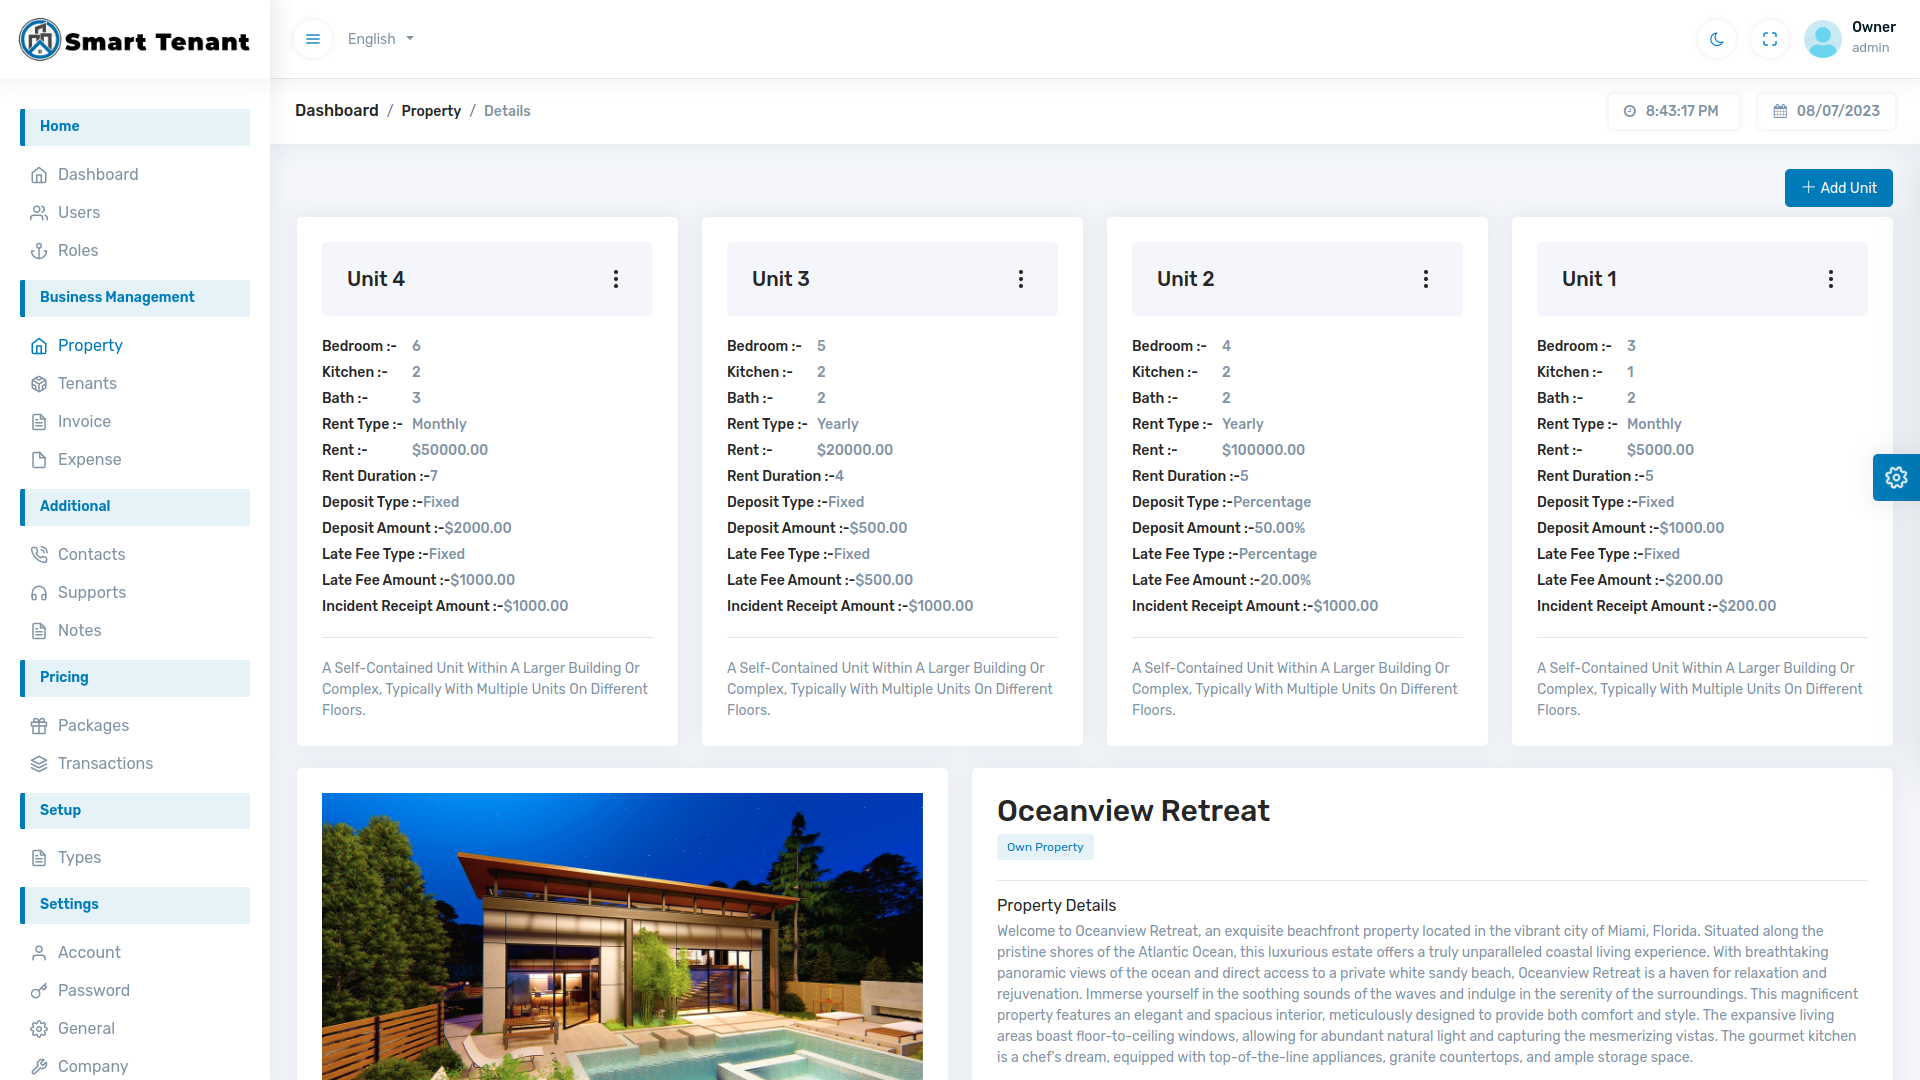 Smart Tenant
English
Owner
admin
Dashboard / Property / Details
8:43:17 PM
08/07/2023
Home
Dashboard
Users
Roles
Business Management
Property
Tenants
Invoice
Expense
Additional
Contacts
Supports
Notes
Pricing
Packages
Transactions
Setup
Types
Settings
Account
Password
General
Company
Add Unit
Unit 4
Bedroom :- 6
Kitchen :- 2
Bath :- 3
Rent Type :- Monthly
Rent :- $50000.00
Rent Duration :-7
Deposit Type :-Fixed
Deposit Amount :-$2000.00
Late Fee Type :-Fixed
Late Fee Amount :-$1000.00
Incident Receipt Amount :-$1000.00
A Self-Contained Unit Within A Larger Building Or
Complex, Typically With Multiple Units On Different
Floors.
Unit 3
Bedroom :- 5
Kitchen :- 2
Bath :- 2
Rent Type :- Yearly
Rent :- $20000.00
Rent Duration :-4
Deposit Type :-Fixed
Deposit Amount :-$500.00
Late Fee Type :-Fixed
Late Fee Amount :-$500.00
Incident Receipt Amount :-$1000.00
A Self-Contained Unit Within A Larger Building Or
Complex, Typically With Multiple Units On Different
Floors.
Unit 2
Bedroom :- 4
Kitchen :- 2
Bath :- 2
Rent Type :- Yearly
Rent :- $100000.00
Rent Duration :-5
Deposit Type :-Percentage
Deposit Amount :-50.00%
Late Fee Type :-Percentage
Late Fee Amount :-20.00%
Incident Receipt Amount :-$1000.00
A Self-Contained Unit Within A Larger Building Or
Complex, Typically With Multiple Units On Different
Floors.
Unit 1
Bedroom :- 3
Kitchen :- 1
Bath :- 2
Rent Type :- Monthly
Rent :- $5000.00
Rent Duration :-5
Deposit Type :-Fixed
Deposit Amount :-$1000.00
Late Fee Type :-Fixed
Late Fee Amount :-$200.00
Incident Receipt Amount :-$200.00
A Self-Contained Unit Within A Larger Building Or
Complex, Typically With Multiple Units On Different
Floors.
Oceanview Retreat
Own Property
Property Details
Welcome to Oceanview Retreat, an exquisite beachfront property located in the vibrant city of Miami, Florida. Situated along the
pristine shores of the Atlantic Ocean, this luxurious estate offers a truly unparalleled coastal living experience. With breathtaking
panoramic views of the ocean and direct access to a private white sandy beach, Oceanview Retreat is a haven for relaxation and
rejuvenation. Immerse yourself in the soothing sounds of the waves and indulge in the serenity of the surroundings. This magnificent
property features an elegant and spacious interior, meticulously designed to provide both comfort and style. The expansive living
areas boast floor-to-ceiling windows, allowing for abundant natural light and capturing the mesmerizing vistas. The gourmet kitchen
is a chef's dream, equipped with top-of-the-line appliances, granite countertops, and ample storage space.